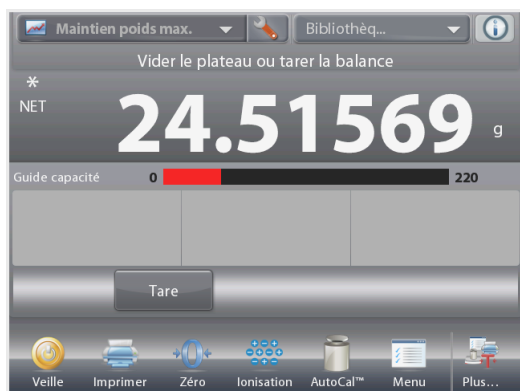 Maintien poids max. Bibliothèq...
Vider le plateau ou tarer la balance
*
NET
24.51569 g
Guide capacité 0 220
Tare
Veille Imprimer Zéro Ionisation AutoCal™ Menu Plus...